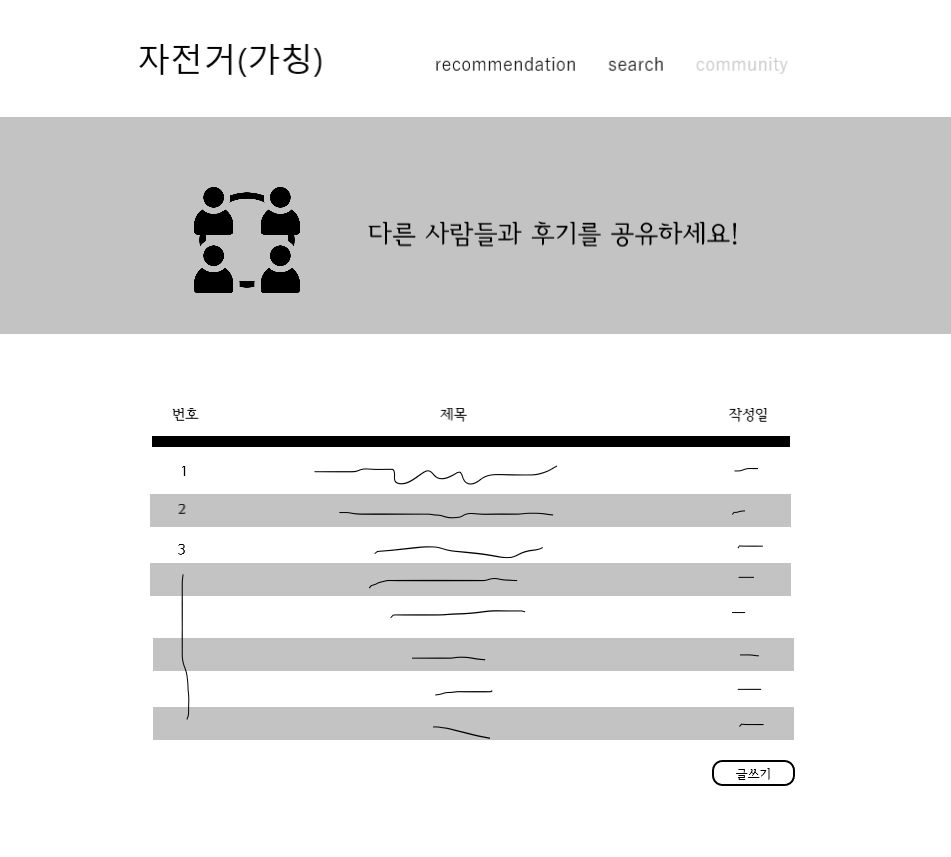 자전거(가칭)
recommendation search community
다른 사람들과 후기를 공유하세요!
번호 제목 작성일
1
2
3
글쓰기